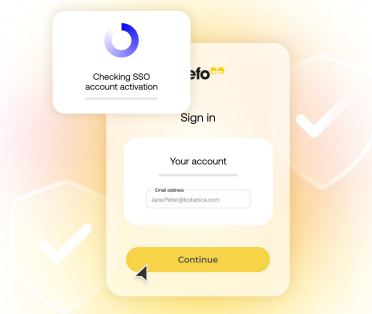 Checking SSO
account activation
efo
Sign in
Your account
Email address
Jane.Peter@botanica.com
Continue